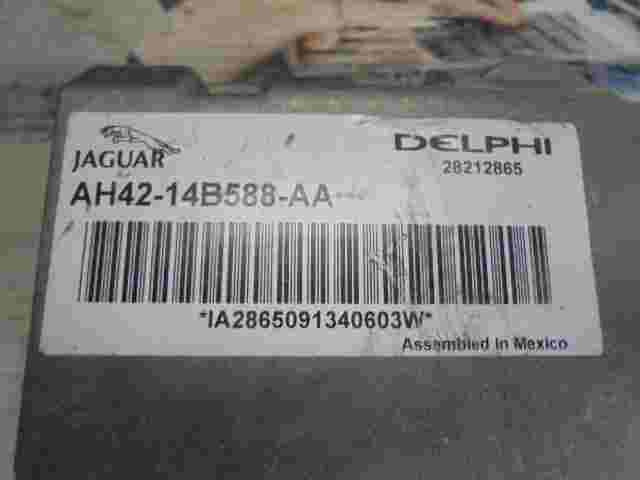 JAGUAR
DELPHI
28212865
AH42-14B588-AA
*IA2865091340603W*
Assembled in Mexico